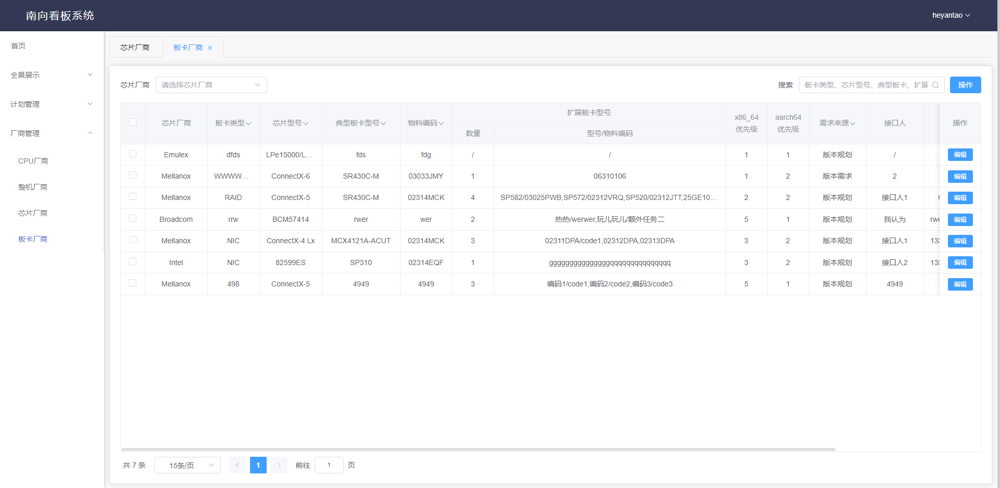 南向看板系统
heyantao
首页
全景展示
计划管理
厂商管理
CPU厂商
整机厂商
芯片厂商
板卡厂商
芯片厂商 板卡厂商
芯片厂商 请选择芯片厂商 搜索 板卡类型、芯片型号、典型板卡、扩展 操作
芯片厂商 板卡类型 芯片型号 典型板卡型号 物料编码 扩展板卡型号 x86_64 优先级 aarch64 优先级 需求来源 接口人 操作
数量 型号/物料编码
Emulex dfds LPe15000/L... fds fdg / / 1 1 版本规划 / 编辑
Mellanox WWWW... ConnectX-6 SR430C-M 03033JMY 1 06310106 1 2 版本需求 2 编辑
Mellanox RAID ConnectX-5 SR430C-M 02314MCK 4 SP582/03025PWB,SP572/02312VRQ,SP520/02312JTT,25GE10... 2 2 版本规划 接口人1 编辑
Broadcom rrw BCM57414 rwer wer 2 热热/werwer,玩儿玩儿/额外任务二 5 1 版本规划 我认为 rwe 编辑
Mellanox NIC ConnectX-4 Lx MCX4121A-ACUT 02314MCK 3 02311DPA/code1,02312DPA,02313DPA 3 2 版本规划 接口人1 133 编辑
Intel NIC 82599ES SP310 02314EQF 1 gggggggggggggggqqqqqqqqqqqqqqq 3 2 版本规划 接口人2 133 编辑
Mellanox 498 ConnectX-5 4949 4949 3 编码1/code1,编码2/code2,编码3/code3 5 1 版本规划 4949 编辑
共 7 条 15条/页 1 前往 1 页